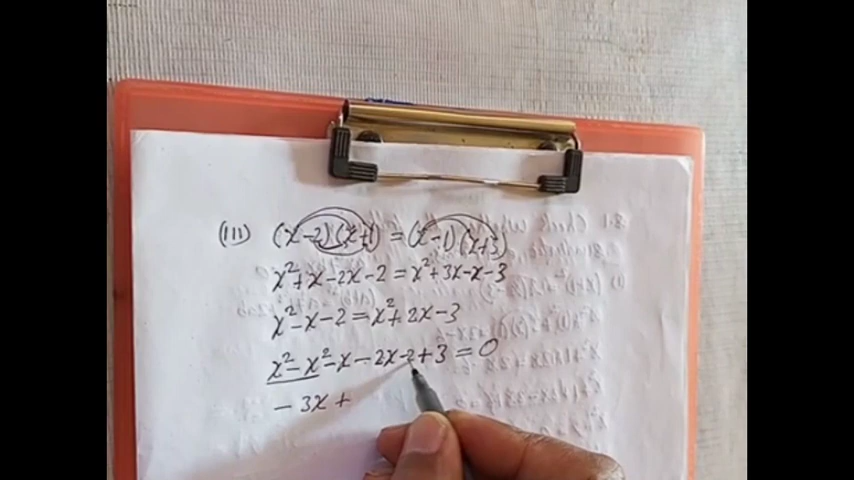 (iii) (x-2)(x+1) = (x-1)(x+3)
x²+x-2x-2 = x²+3x-x-3
x²-x-2 = x²+2x-3
x²-x²-x-2x-2+3 = 0
-3x+